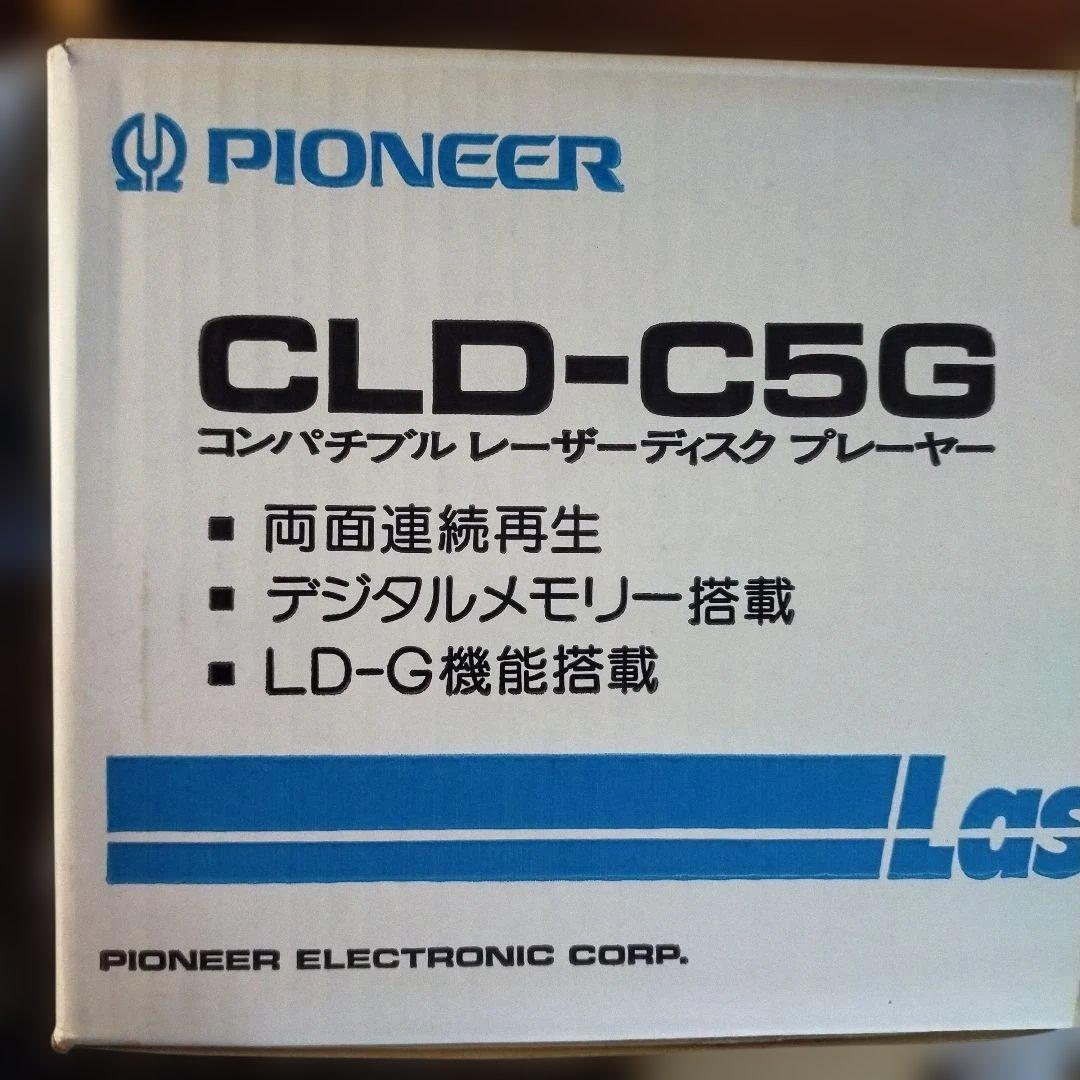 PIONEER
CLD-C5G
コンパチブル レーザーディスク プレーヤー
■ 両面連続再生
■ デジタルメモリー搭載
■ LD-G機能搭載
Las
PIONEER ELECTRONIC CORP.